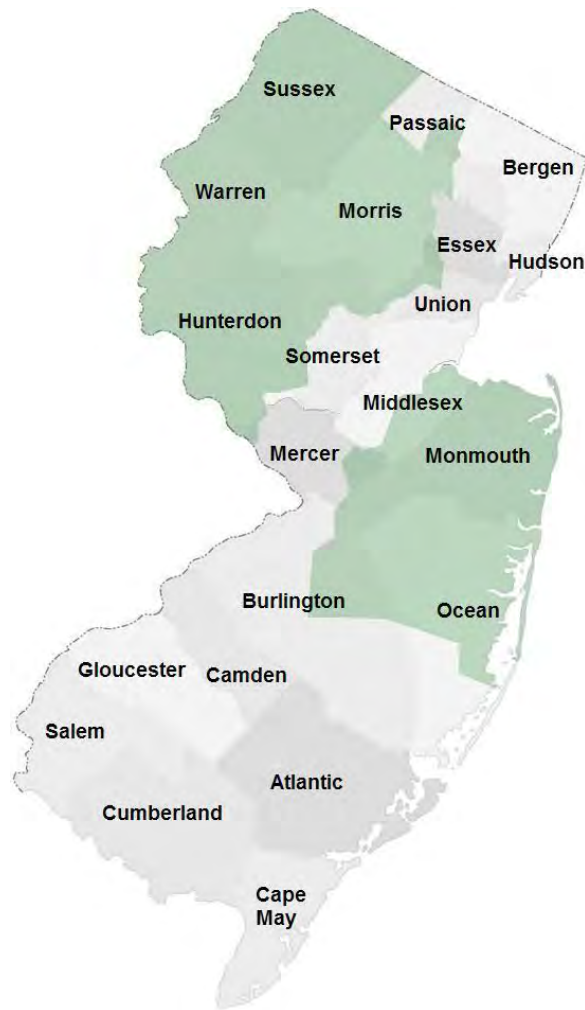 Sussex
Passaic
Bergen
Warren
Morris
Essex
Hudson
Union
Hunterdon
Somerset
Middlesex
Mercer
Monmouth
Burlington
Ocean
Gloucester
Camden
Salem
Atlantic
Cumberland
Cape
May